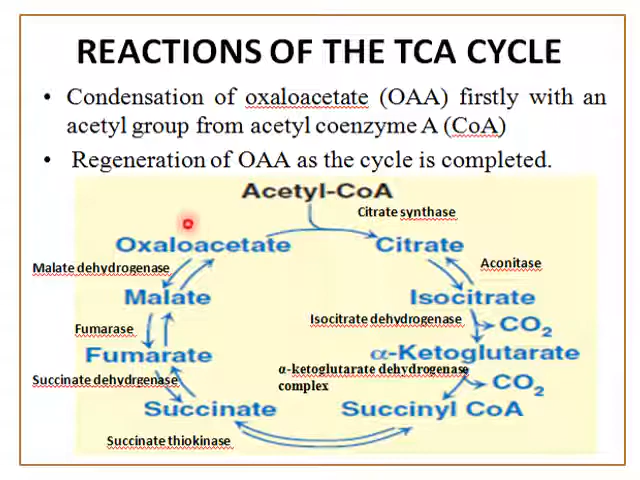 REACTIONS OF THE TCA CYCLE
• Condensation of oxaloacetate (OAA) firstly with an
acetyl group from acetyl coenzyme A (CoA)
• Regeneration of OAA as the cycle is completed.
Acetyl-CoA
Citrate synthase
Oxaloacetate
Citrate
Malate dehydrogenase
Aconitase
Malate
Isocitrate
Isocitrate dehydrogenase
CO2
Fumarase
Fumarate
α-Ketoglutarate
α-ketoglutarate dehydrogenase
complex
Succinate dehydrgenase
CO2
Succinate
Succinyl CoA
Succinate thiokinase